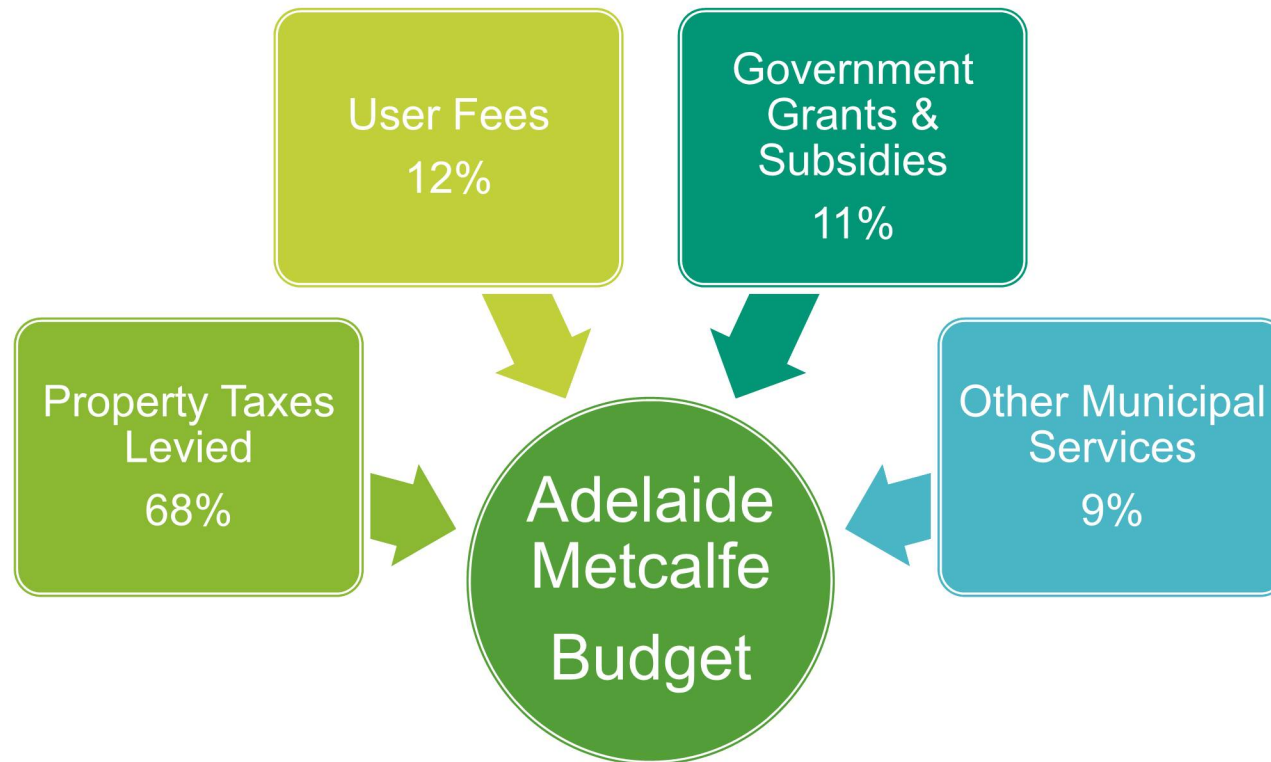 User Fees
12%
Government
Grants &
Subsidies
11%
Property Taxes
Levied
68%
Other Municipal
Services
9%
Adelaide
Metcalfe
Budget